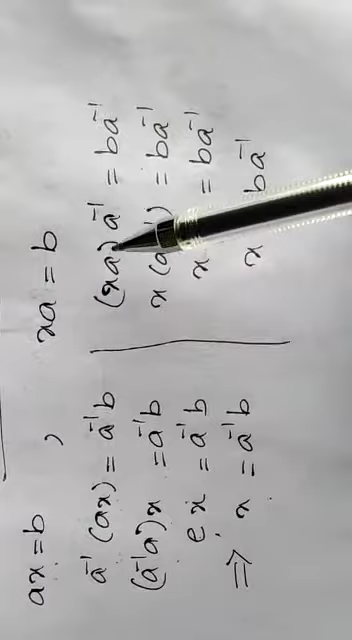 ax = b , xa = b
a⁻¹ (ax) = a⁻¹b
(a⁻¹a) x = a⁻¹b
e x = a⁻¹b
⇒ x = a⁻¹b
(xa) a⁻¹ = ba⁻¹
x (a ) = ba⁻¹
x = ba⁻¹
x ba⁻¹